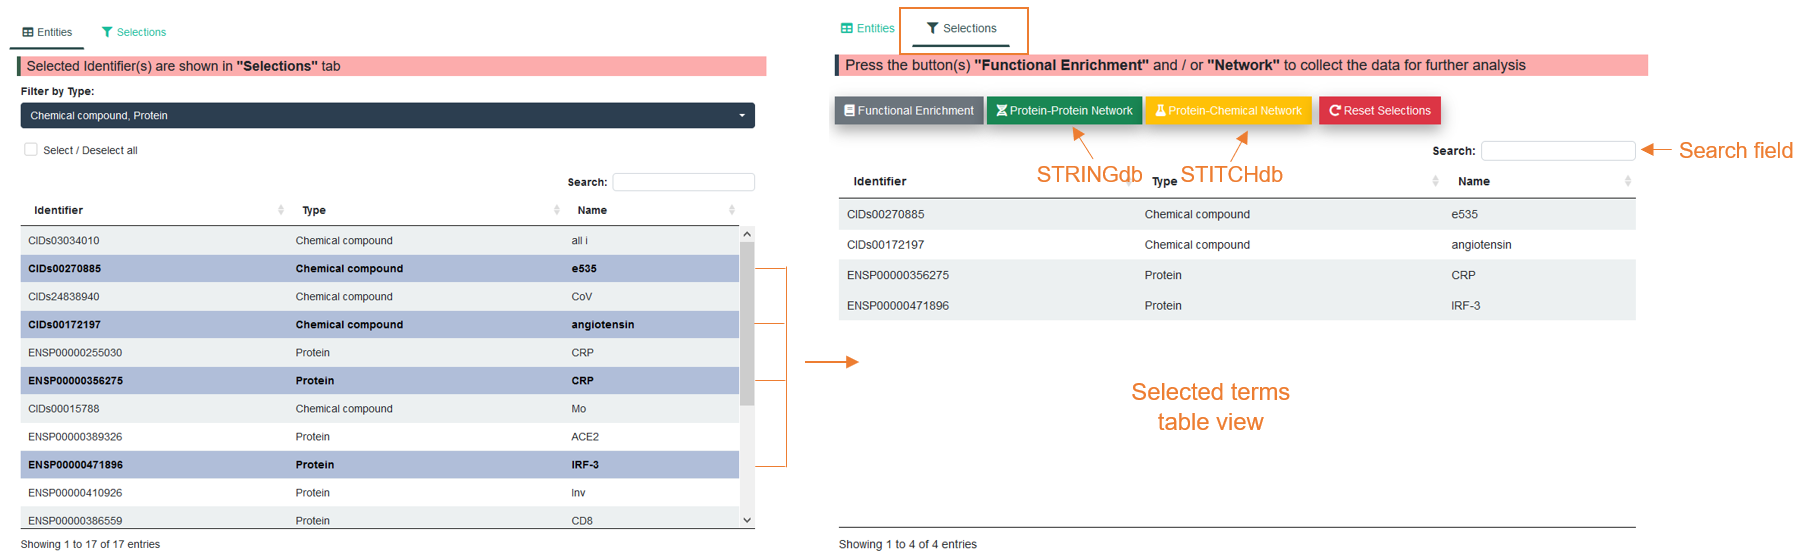 Entities Selections
Selected Identifier(s) are shown in "Selections" tab
Filter by Type:
Chemical compound, Protein
Select / Deselect all
Search:
Identifier Type Name
CIDs03034010 Chemical compound all i
CIDs00270885 Chemical compound e535
CIDs24838940 Chemical compound CoV
CIDs00172197 Chemical compound angiotensin
ENSP00000255030 Protein CRP
ENSP00000356275 Protein CRP
CIDs00015788 Chemical compound Mo
ENSP00000389326 Protein ACE2
ENSP00000471896 Protein IRF-3
ENSP00000410926 Protein Inv
ENSP00000386559 Protein CD8
Showing 1 to 17 of 17 entries
Entities Selections
Press the button(s) "Functional Enrichment" and / or "Network" to collect the data for further analysis
Functional Enrichment Protein-Protein Network Protein-Chemical Network Reset Selections
Search:
Search field
STRINGdb STITCHdb
Identifier Type Name
CIDs00270885 Chemical compound e535
CIDs00172197 Chemical compound angiotensin
ENSP00000356275 Protein CRP
ENSP00000471896 Protein IRF-3
Selected terms
table view
Showing 1 to 4 of 4 entries